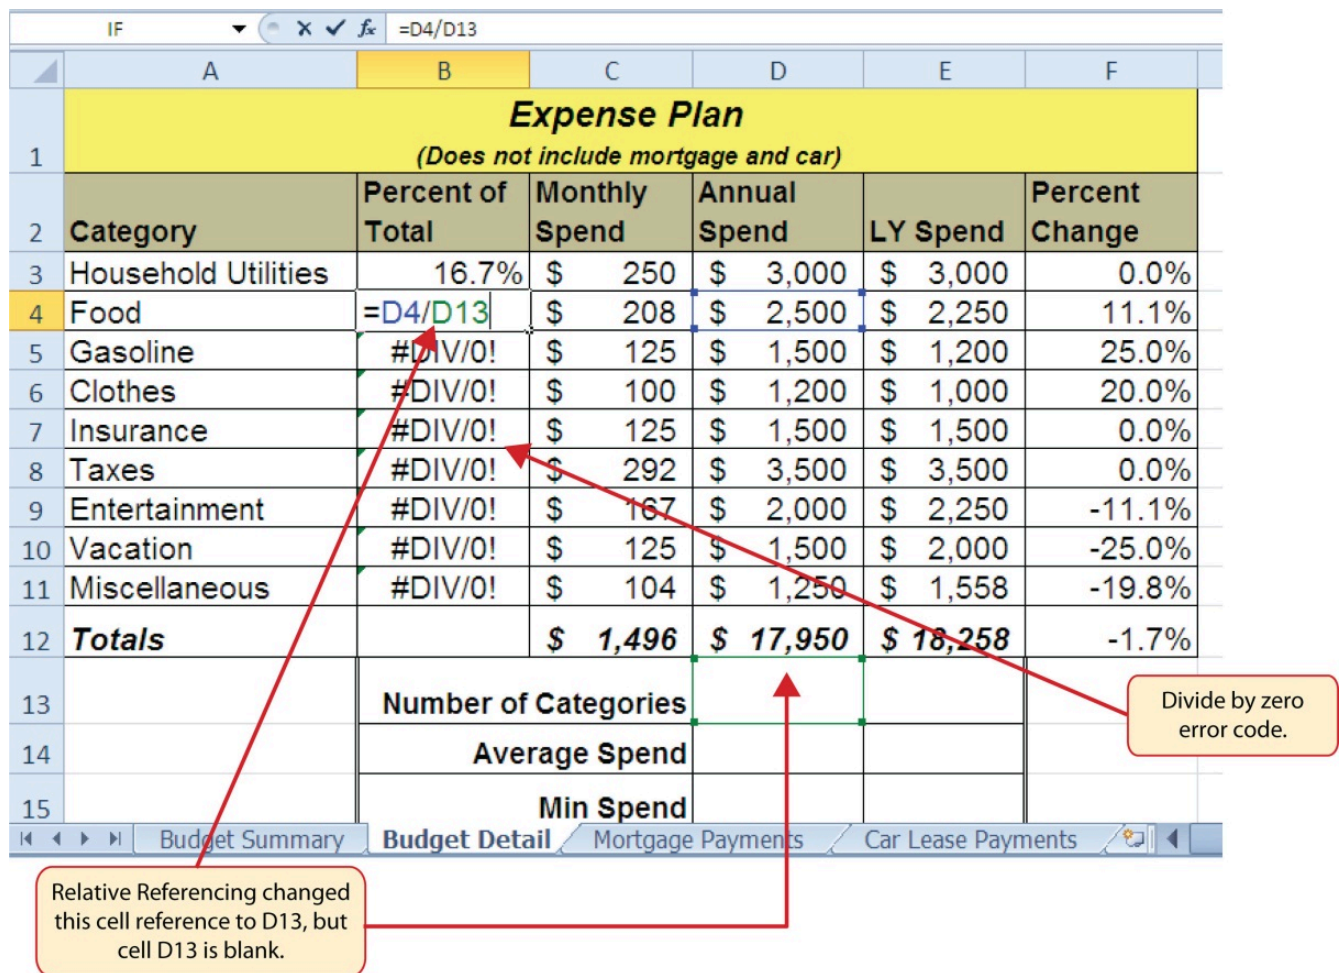 IF =D4/D13
A B C D E F
1 Expense Plan
(Does not include mortgage and car)
2 Category Percent of Total Monthly Spend Annual Spend LY Spend Percent Change
3 Household Utilities 16.7% $ 250 $ 3,000 $ 3,000 0.0%
4 Food =D4/D13 $ 208 $ 2,500 $ 2,250 11.1%
5 Gasoline #DIV/0! $ 125 $ 1,500 $ 1,200 25.0%
6 Clothes #DIV/0! $ 100 $ 1,200 $ 1,000 20.0%
7 Insurance #DIV/0! $ 125 $ 1,500 $ 1,500 0.0%
8 Taxes #DIV/0! $ 292 $ 3,500 $ 3,500 0.0%
9 Entertainment #DIV/0! $ 167 $ 2,000 $ 2,250 -11.1%
10 Vacation #DIV/0! $ 125 $ 1,500 $ 2,000 -25.0%
11 Miscellaneous #DIV/0! $ 104 $ 1,250 $ 1,558 -19.8%
12 Totals $ 1,496 $ 17,950 $ 18,258 -1.7%
13 Number of Categories
14 Average Spend
15 Min Spend
Budget Summary Budget Detail Mortgage Payments Car Lease Payments
Divide by zero
error code.
Relative Referencing changed
this cell reference to D13, but
cell D13 is blank.